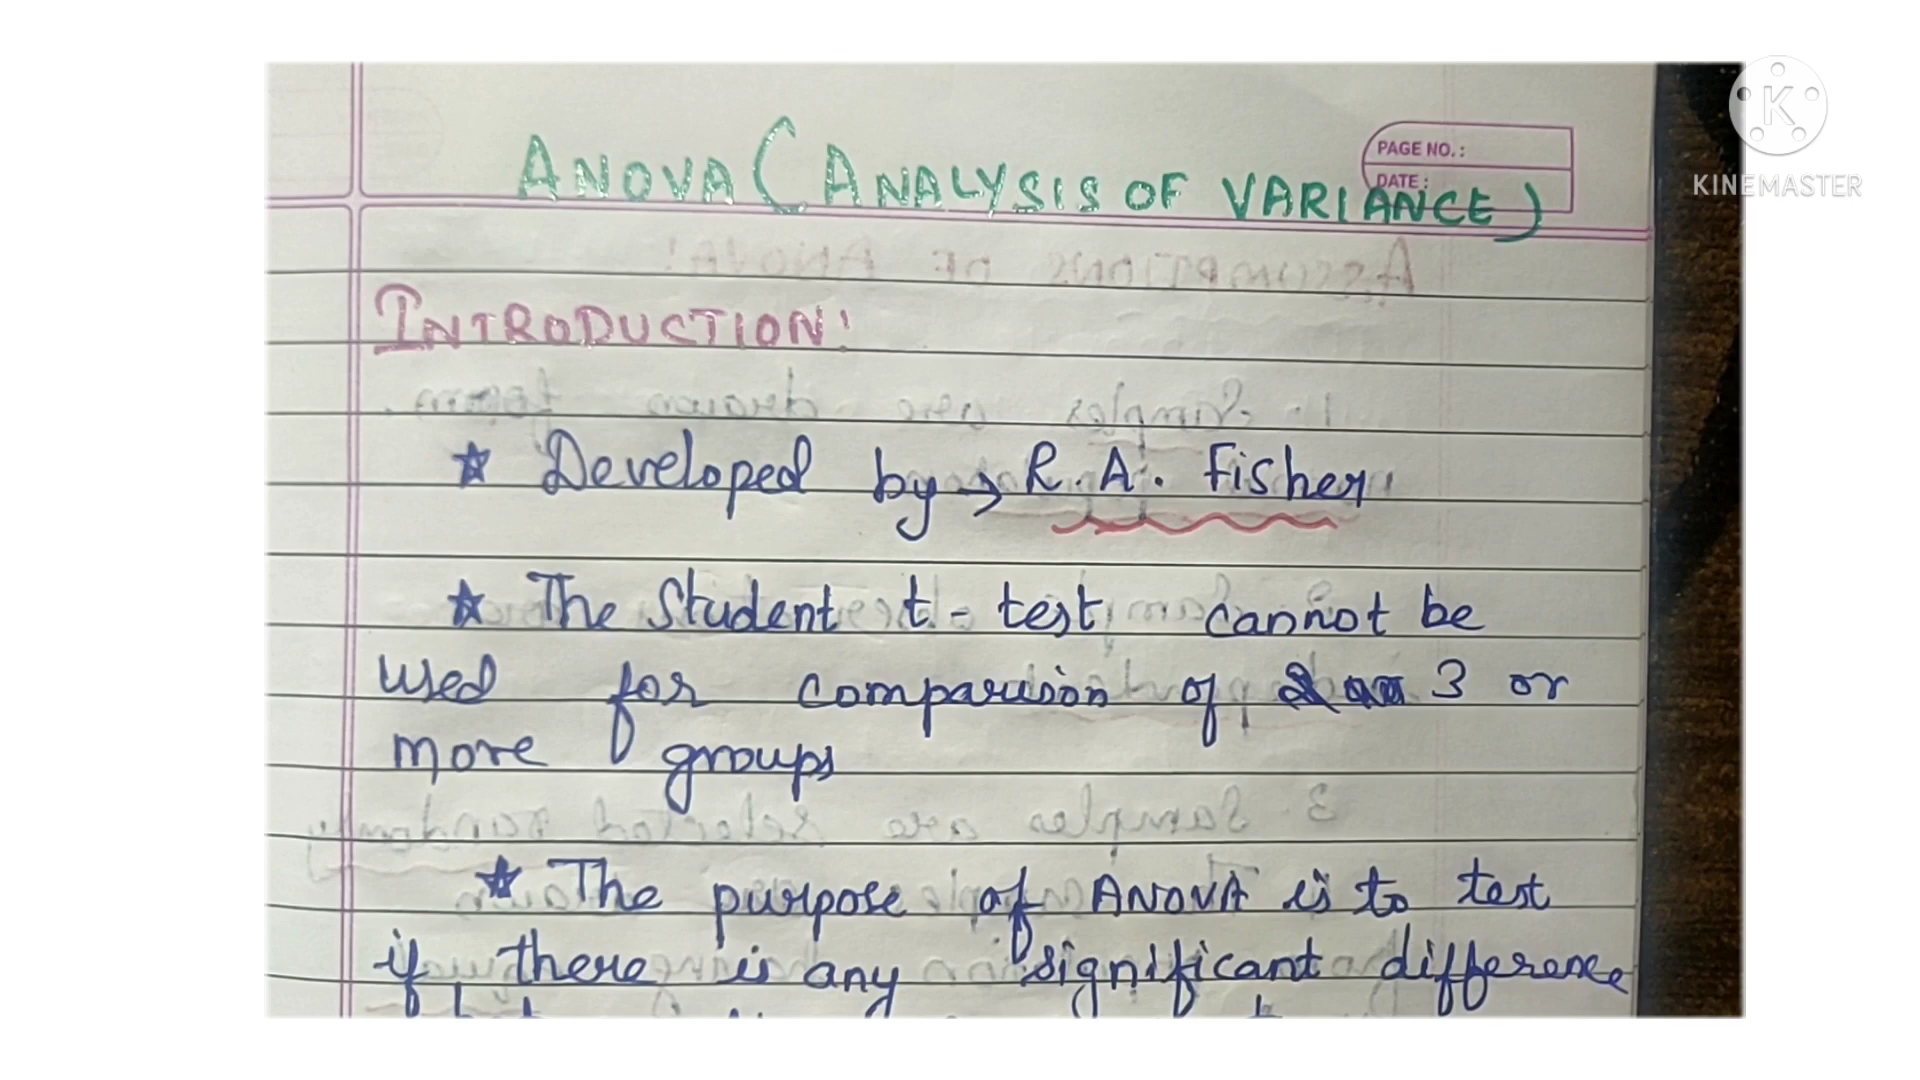 ANOVA (ANALYSIS OF VARIANCE)
PAGE NO.:
DATE:
KINEMASTER
INTRODUCTION:
☆ Developed by → R.A. Fisher
☆ The Student t-test cannot be
used for comparision of 3 or
more groups
☆ The purpose of ANOVA is to test
if there is any significant difference